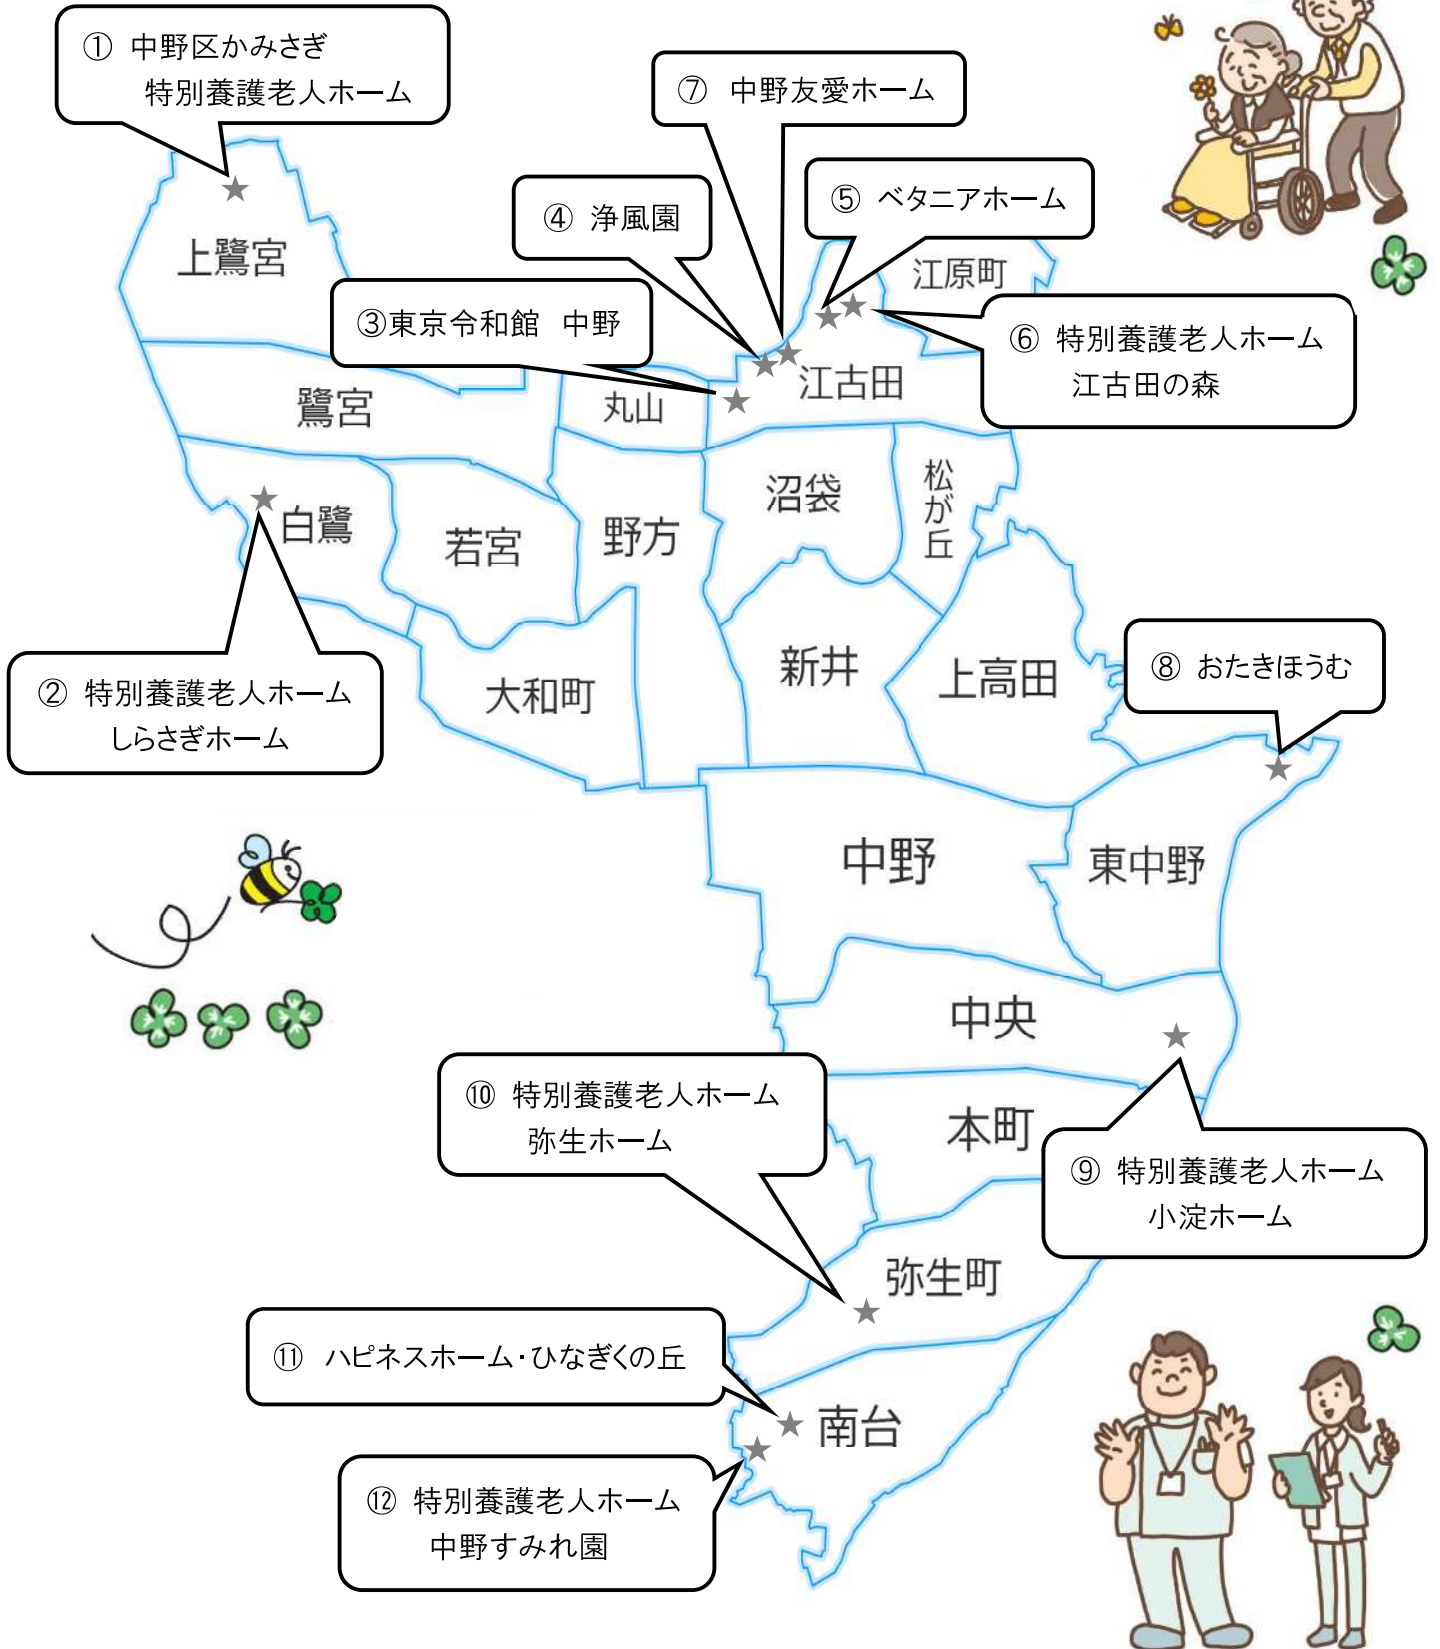 ① 中野区かみさぎ
特別養護老人ホーム
⑦ 中野友愛ホーム
⑤ ベタニアホーム
④ 浄風園
上鷺宮
江原町
③東京令和館 中野
⑥ 特別養護老人ホーム
江古田の森
鷺宮
丸山
江古田
白鷺
若宮
野方
沼袋
松が丘
② 特別養護老人ホーム
しらさぎホーム
大和町
新井
上高田
⑧ おたきほうむ
中野
東中野
中央
⑩ 特別養護老人ホーム
弥生ホーム
本町
⑨ 特別養護老人ホーム
小淀ホーム
弥生町
⑪ ハピネスホーム・ひなぎくの丘
南台
⑫ 特別養護老人ホーム
中野すみれ園